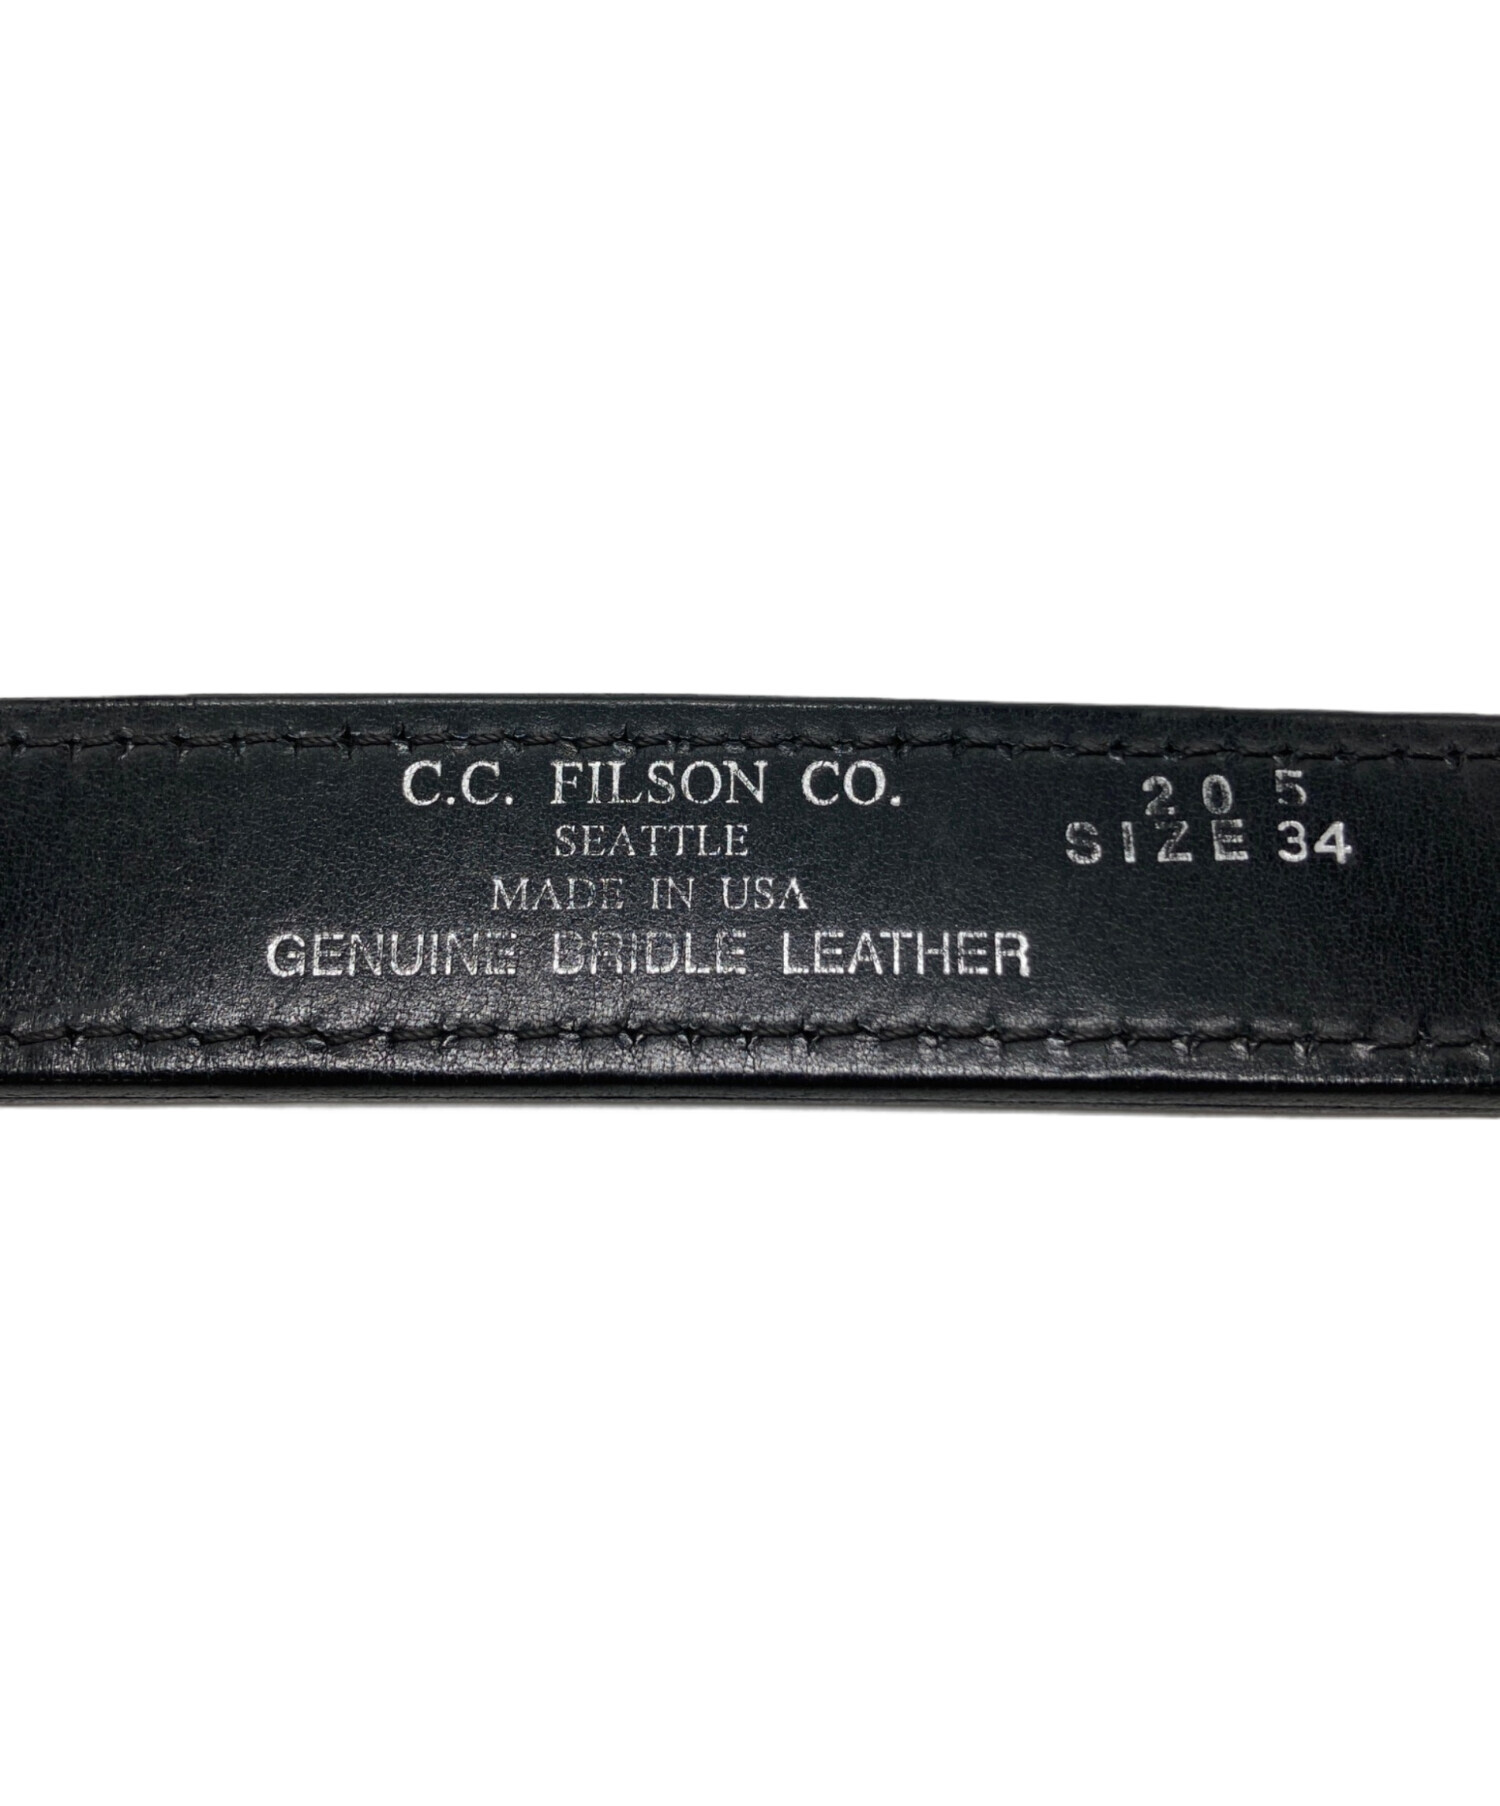 C.C. FILSON CO.
SEATTLE
MADE IN USA
GENUINE BRIDLE LEATHER
205
SIZE 34